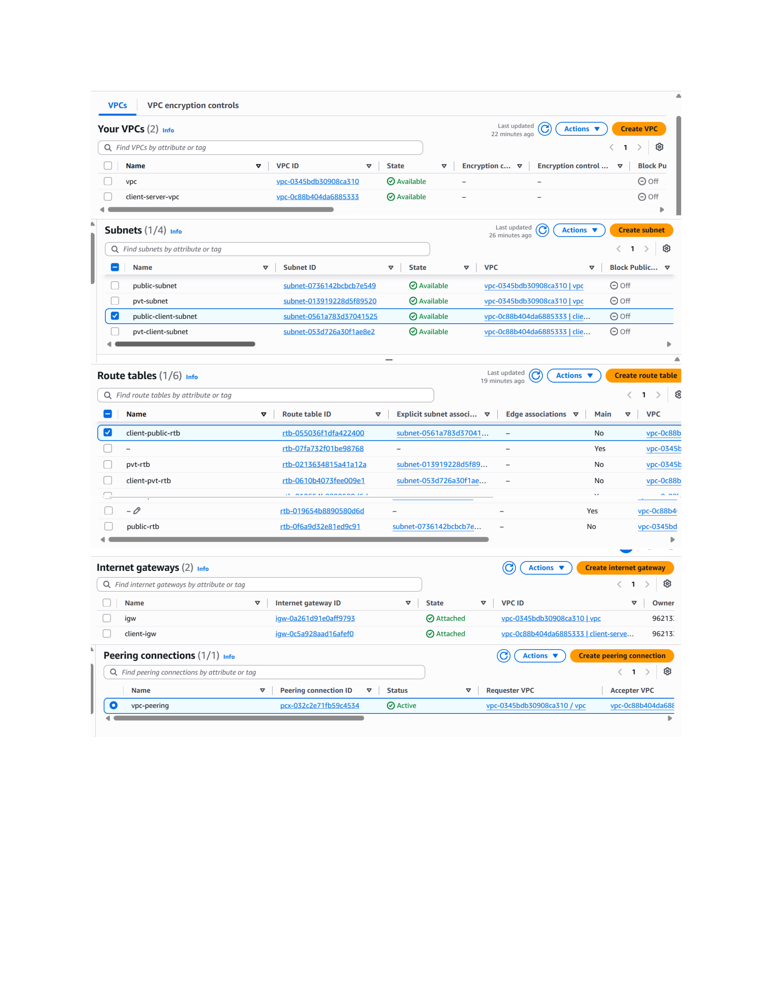 VPCs VPC encryption controls
Your VPCs (2) Info Last updated 22 minutes ago Actions Create VPC
Find VPCs by attribute or tag 1
Name VPC ID State Encryption c... Encryption control ... Block Pu
vpc vpc-0345bdb30908ca310 Available – – Off
client-server-vpc vpc-0c88b404da6885333 Available – – Off
Subnets (1/4) Info Last updated 26 minutes ago Actions Create subnet
Find subnets by attribute or tag 1
Name Subnet ID State VPC Block Public...
public-subnet subnet-0736142bcbcb7e549 Available vpc-0345bdb30908ca310 | vpc Off
pvt-subnet subnet-013919228d5f89520 Available vpc-0345bdb30908ca310 | vpc Off
public-client-subnet subnet-0561a783d37041525 Available vpc-0c88b404da6885333 | clie... Off
pvt-client-subnet subnet-053d726a30f1ae8e2 Available vpc-0c88b404da6885333 | clie... Off
Route tables (1/6) Info Last updated 19 minutes ago Actions Create route table
Find route tables by attribute or tag 1
Name Route table ID Explicit subnet associ... Edge associations Main VPC
client-public-rtb rtb-055036f1dfa422400 subnet-0561a783d37041... – No vpc-0c88b
– rtb-07fa732f01be98768 – – Yes vpc-0345b
pvt-rtb rtb-0213634815a41a12a subnet-013919228d5f89... – No vpc-0345b
client-pvt-rtb rtb-0610b4073fee009e1 subnet-053d726a30f1ae... – No vpc-0c88b
– rtb-019654b8890580d6d – – Yes vpc-0c88b4
public-rtb rtb-0f6a9d32e81ed9c91 subnet-0736142bcbcb7e... – No vpc-0345bd
Internet gateways (2) Info Actions Create internet gateway
Find internet gateways by attribute or tag 1
Name Internet gateway ID State VPC ID Owner
igw igw-0a261d91e0aff9793 Attached vpc-0345bdb30908ca310 | vpc 96213
client-igw igw-0c5a928aad16afef0 Attached vpc-0c88b404da6885333 | client-serve... 96213
Peering connections (1/1) Info Actions Create peering connection
Find peering connections by attribute or tag 1
Name Peering connection ID Status Requester VPC Accepter VPC
vpc-peering pcx-032c2e71fb59c4534 Active vpc-0345bdb30908ca310 / vpc vpc-0c88b404da688